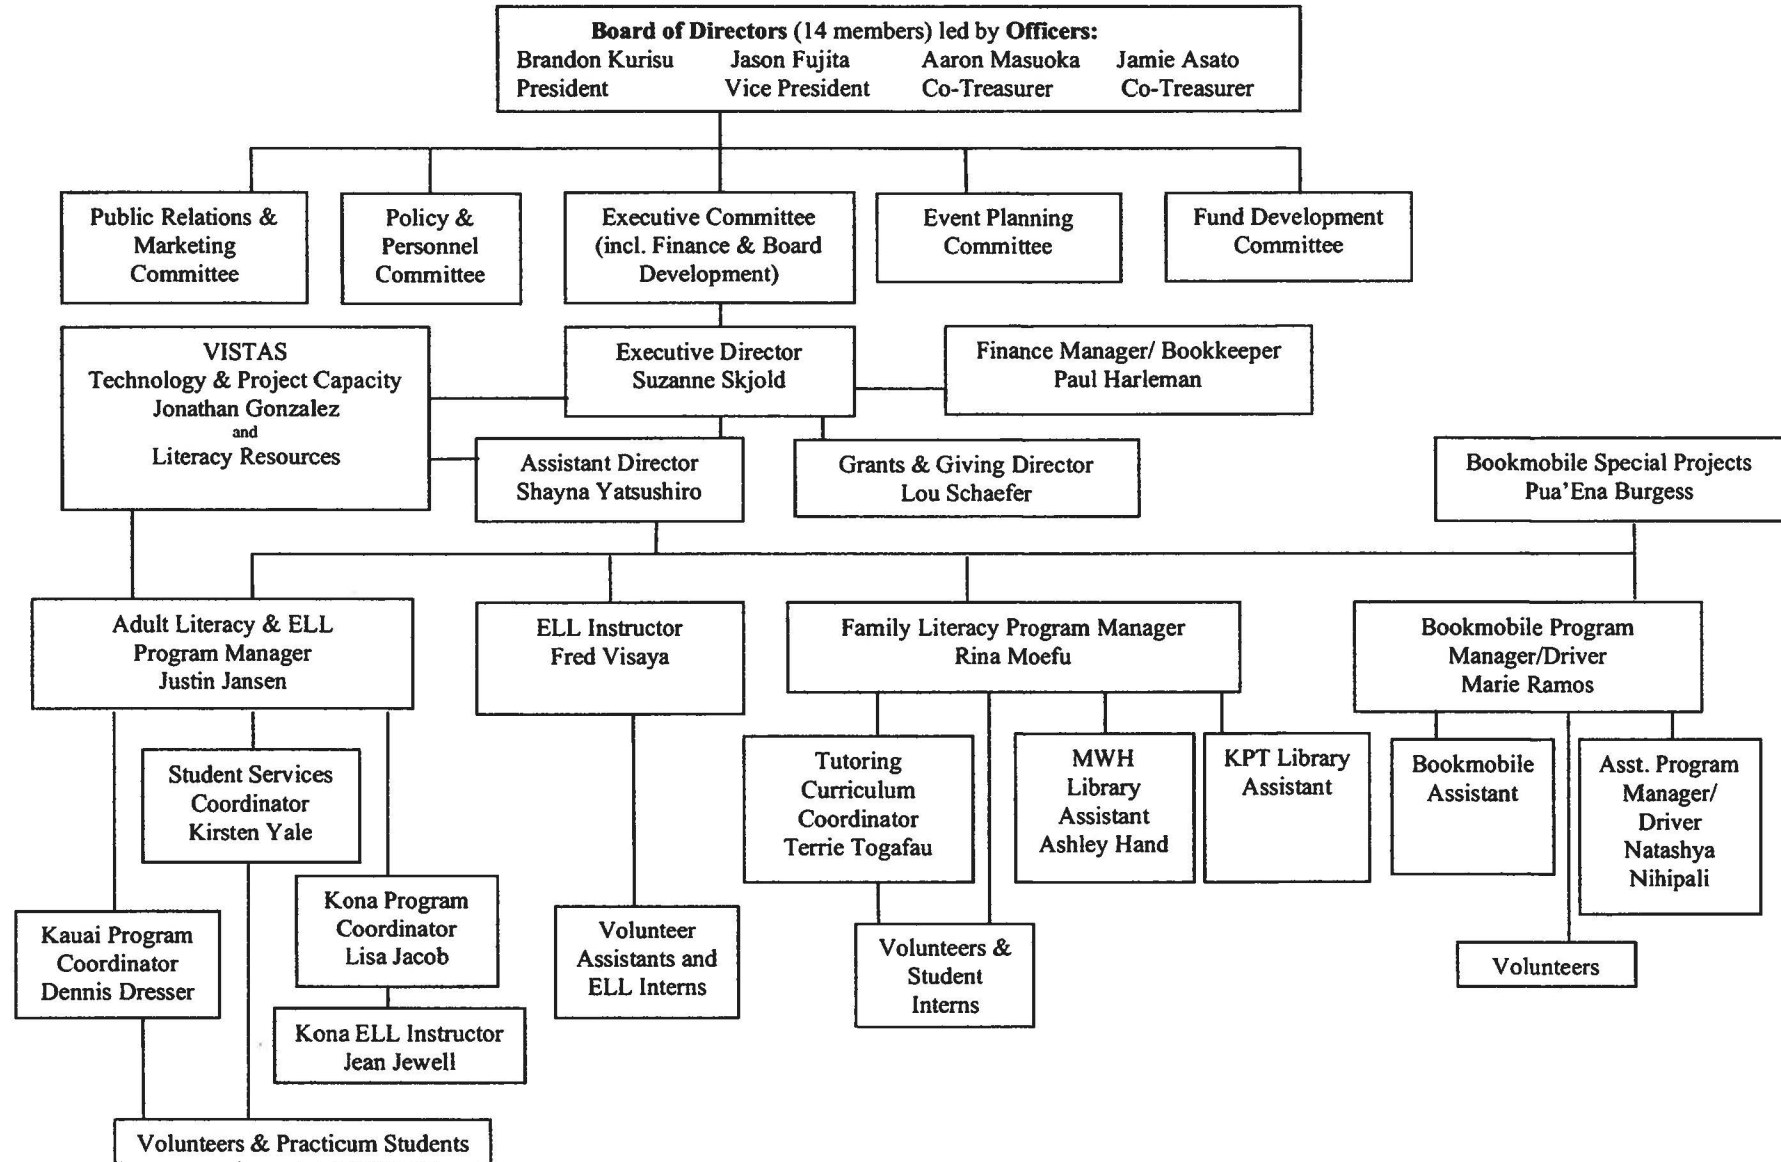 Board of Directors (14 members) led by Officers:
Brandon Kurisu Jason Fujita Aaron Masuoka Jamie Asato
President Vice President Co-Treasurer Co-Treasurer
Public Relations &
Marketing
Committee
Policy &
Personnel
Committee
Executive Committee
(incl. Finance & Board
Development)
Event Planning
Committee
Fund Development
Committee
VISTAS
Technology & Project Capacity
Jonathan Gonzalez
and
Literacy Resources
Executive Director
Suzanne Skjold
Finance Manager/ Bookkeeper
Paul Harleman
Assistant Director
Shayna Yatsushiro
Grants & Giving Director
Lou Schaefer
Bookmobile Special Projects
Pua'Ena Burgess
Adult Literacy & ELL
Program Manager
Justin Jansen
ELL Instructor
Fred Visaya
Family Literacy Program Manager
Rina Moefu
Bookmobile Program
Manager/Driver
Marie Ramos
Student Services
Coordinator
Kirsten Yale
Tutoring
Curriculum
Coordinator
Terrie Togafau
MWH
Library
Assistant
Ashley Hand
KPT Library
Assistant
Bookmobile
Assistant
Asst. Program
Manager/
Driver
Natashya
Nihipali
Kauai Program
Coordinator
Dennis Dresser
Kona Program
Coordinator
Lisa Jacob
Volunteer
Assistants and
ELL Interns
Volunteers &
Student
Interns
Volunteers
Kona ELL Instructor
Jean Jewell
Volunteers & Practicum Students